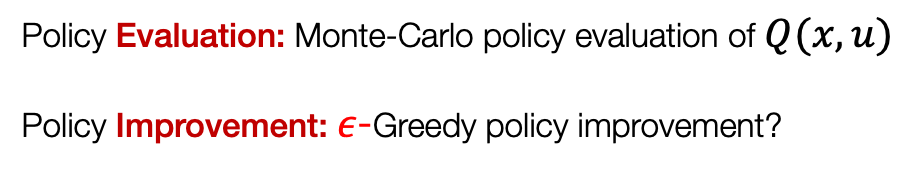 Policy Evaluation: Monte-Carlo policy evaluation of Q(x, u)
Policy Improvement: ϵ-Greedy policy improvement?